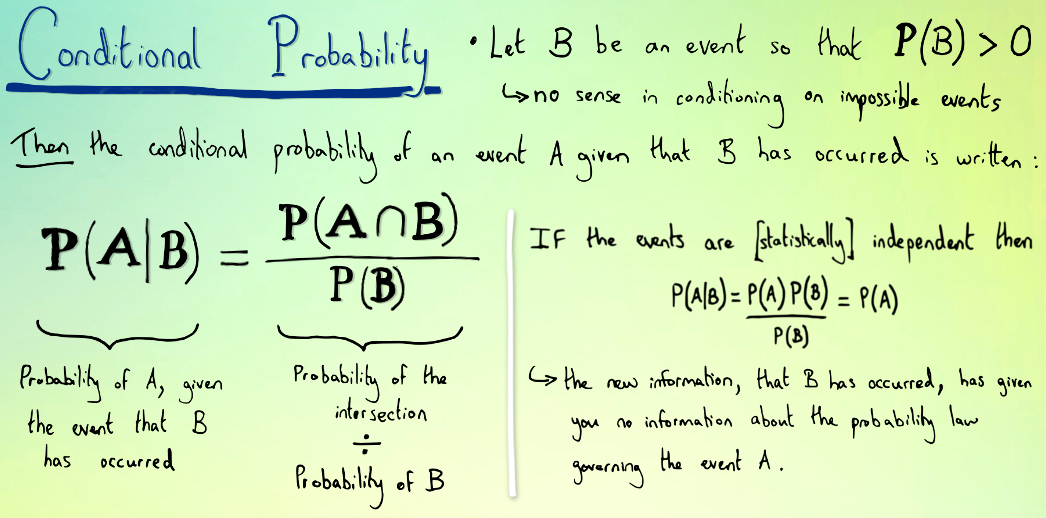 Conditional Probability
• Let B be an event so that P(B) > 0
↳ no sense in conditioning on impossible events
Then the conditional probability of an event A given that B has occurred is written :
P(A|B) = P(A∩B) / P(B)
Probability of A, given
the event that B
has occurred
Probability of the
intersection
÷
Probability of B
IF the events are [statistically] independent then
P(A|B) = P(A) P(B) / P(B) = P(A)
↳ the new information, that B has occurred, has given
you no information about the probability law
governing the event A.